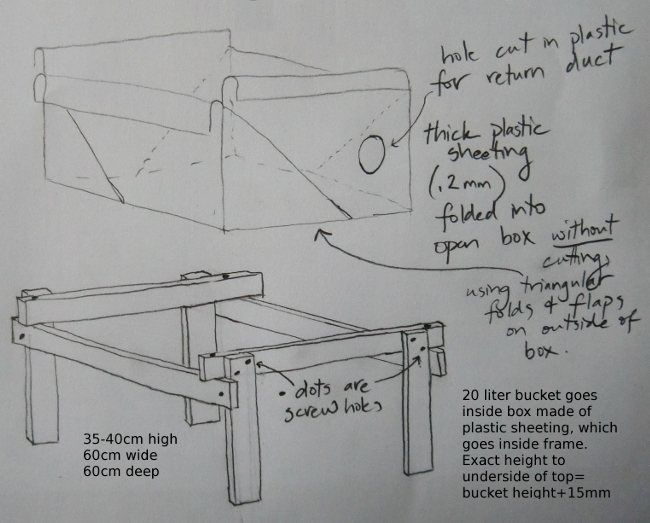 hole cut in plastic
for return duct
thick plastic
sheeting
(.2mm)
folded into
open box without
cutting,
using triangular
folds & flaps
on outside of
box.
dots are
screw holes
35-40cm high
60cm wide
60cm deep
20 liter bucket goes
inside box made of
plastic sheeting, which
goes inside frame.
Exact height to
underside of top=
bucket height+15mm